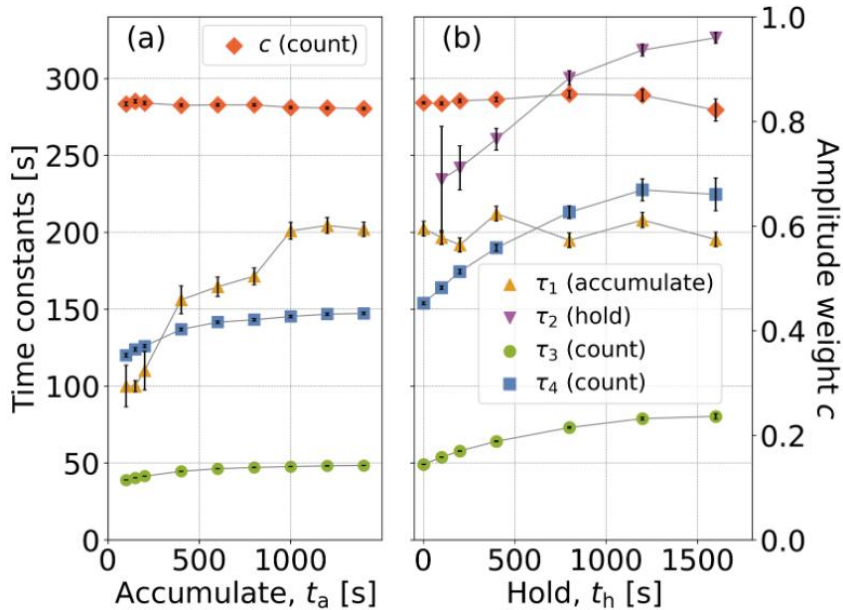 (a)
c (count)
(b)
Time constants [s]
300
250
200
150
100
50
0
0
500
1000
Accumulate, tₐ [s]
0
500
1000
1500
Hold, tₕ [s]
τ₁ (accumulate)
τ₂ (hold)
τ₃ (count)
τ₄ (count)
1.0
0.8
0.6
0.4
0.2
0.0
Amplitude weight c